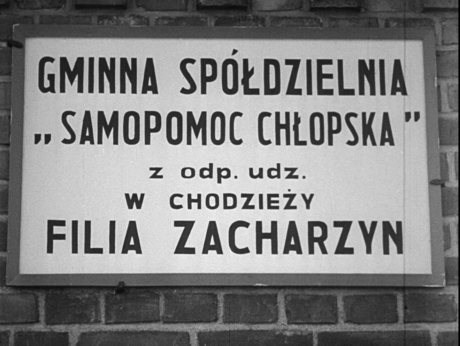 GMINNA SPÓŁDZIELNIA
„SAMOPOMOC CHŁOPSKA”
z odp. udz.
W CHODZIEŻY
FILIA ZACHARZYN